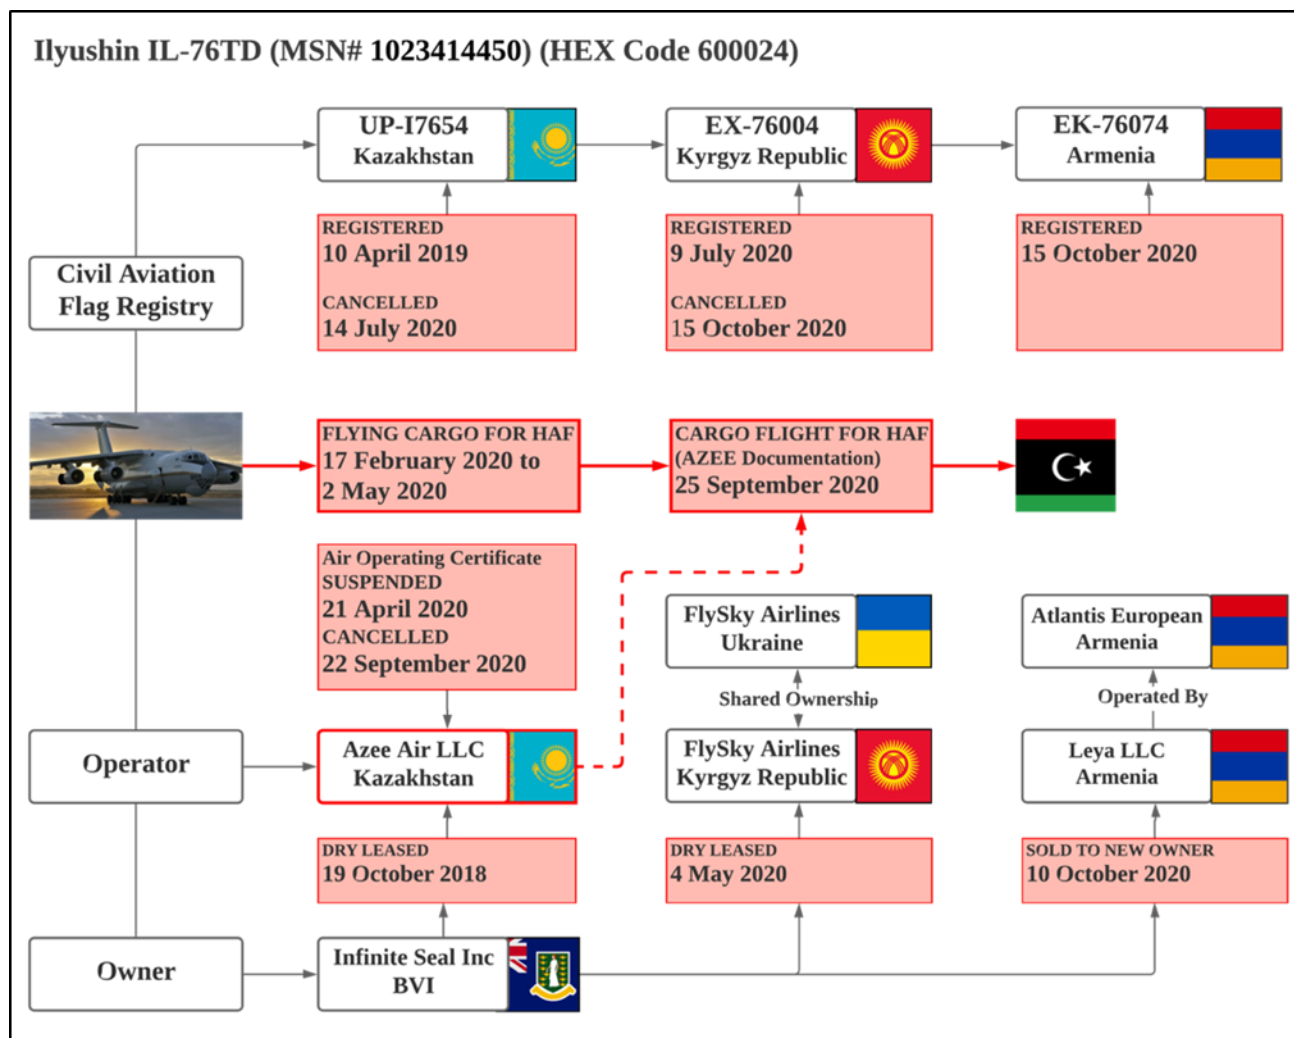 Ilyushin IL-76TD (MSN# 1023414450) (HEX Code 600024)
UP-I7654
Kazakhstan
EX-76004
Kyrgyz Republic
EK-76074
Armenia
Civil Aviation
Flag Registry
REGISTERED
10 April 2019
CANCELLED
14 July 2020
REGISTERED
9 July 2020
CANCELLED
15 October 2020
REGISTERED
15 October 2020
FLYING CARGO FOR HAF
17 February 2020 to
2 May 2020
CARGO FLIGHT FOR HAF
(AZEE Documentation)
25 September 2020
Air Operating Certificate
SUSPENDED
21 April 2020
CANCELLED
22 September 2020
FlySky Airlines
Ukraine
Atlantis European
Armenia
Shared Ownership
Operated By
Operator
Azee Air LLC
Kazakhstan
FlySky Airlines
Kyrgyz Republic
Leya LLC
Armenia
DRY LEASED
19 October 2018
DRY LEASED
4 May 2020
SOLD TO NEW OWNER
10 October 2020
Owner
Infinite Seal Inc
BVI